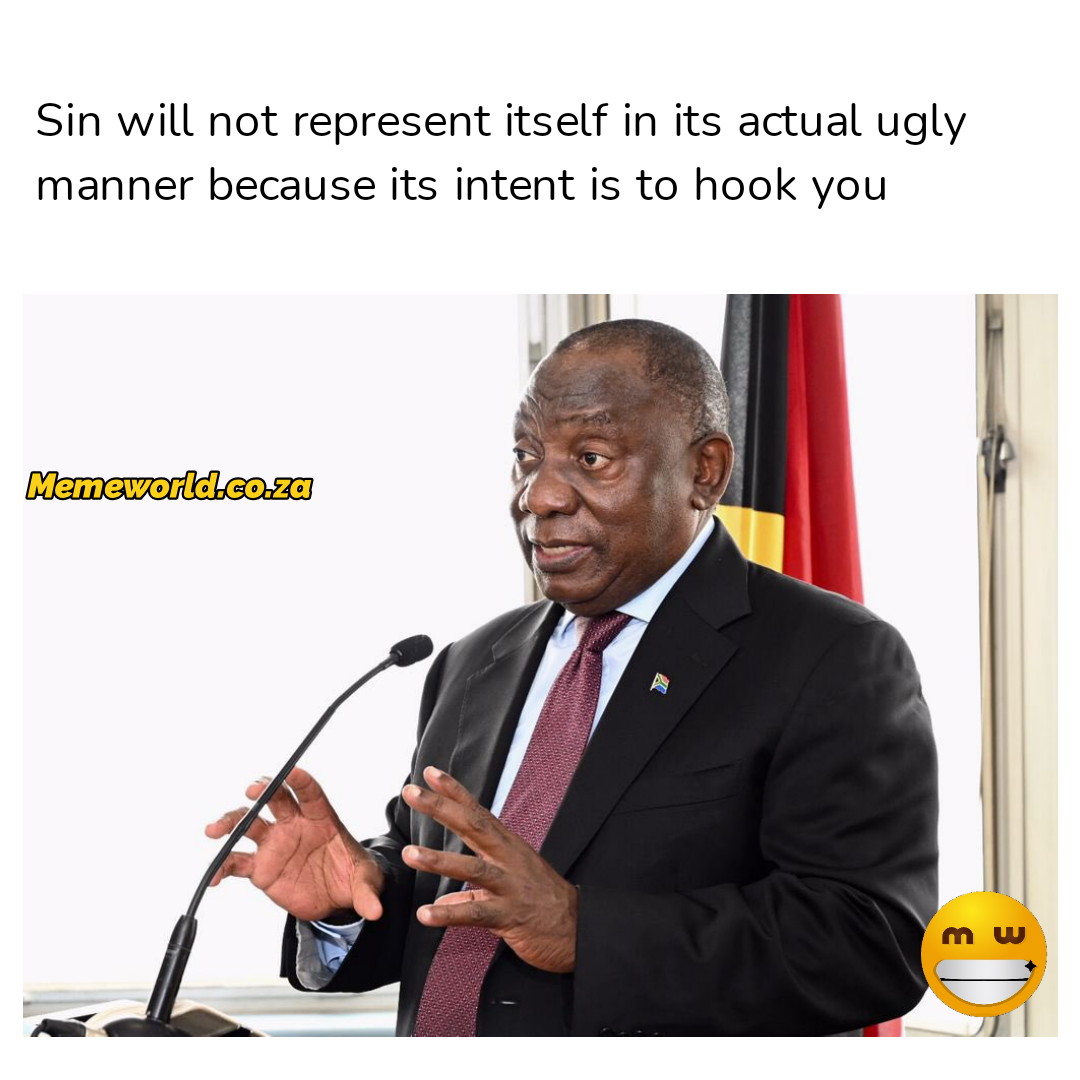 Sin will not represent itself in its actual ugly
manner because its intent is to hook you
Memeworld.co.za
m w